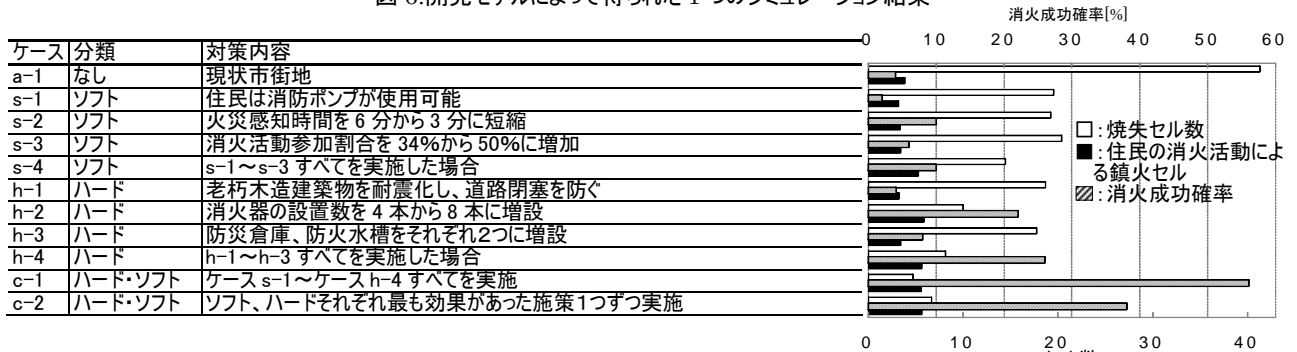 消火成功確率[%]
0 10 20 30 40 50 60
ケース 分類 対策内容
a-1 なし 現状市街地
s-1 ソフト 住民は消防ポンプが使用可能
s-2 ソフト 火災感知時間を6分から3分に短縮
s-3 ソフト 消火活動参加割合を34%から50%に増加
s-4 ソフト s-1～s-3 すべてを実施した場合
h-1 ハード 老朽木造建築物を耐震化し、道路閉塞を防ぐ
h-2 ハード 消火器の設置数を4本から8本に増設
h-3 ハード 防災倉庫、防火水槽をそれぞれ2つに増設
h-4 ハード h-1～h-3 すべてを実施した場合
c-1 ハード・ソフト ケースs-1～ケースh-4 すべてを実施
c-2 ハード・ソフト ソフト、ハードそれぞれ最も効果があった施策1つずつ実施
□:焼失セル数
■:住民の消火活動によ
る鎮火セル
▨:消火成功確率
0 10 20 30 40